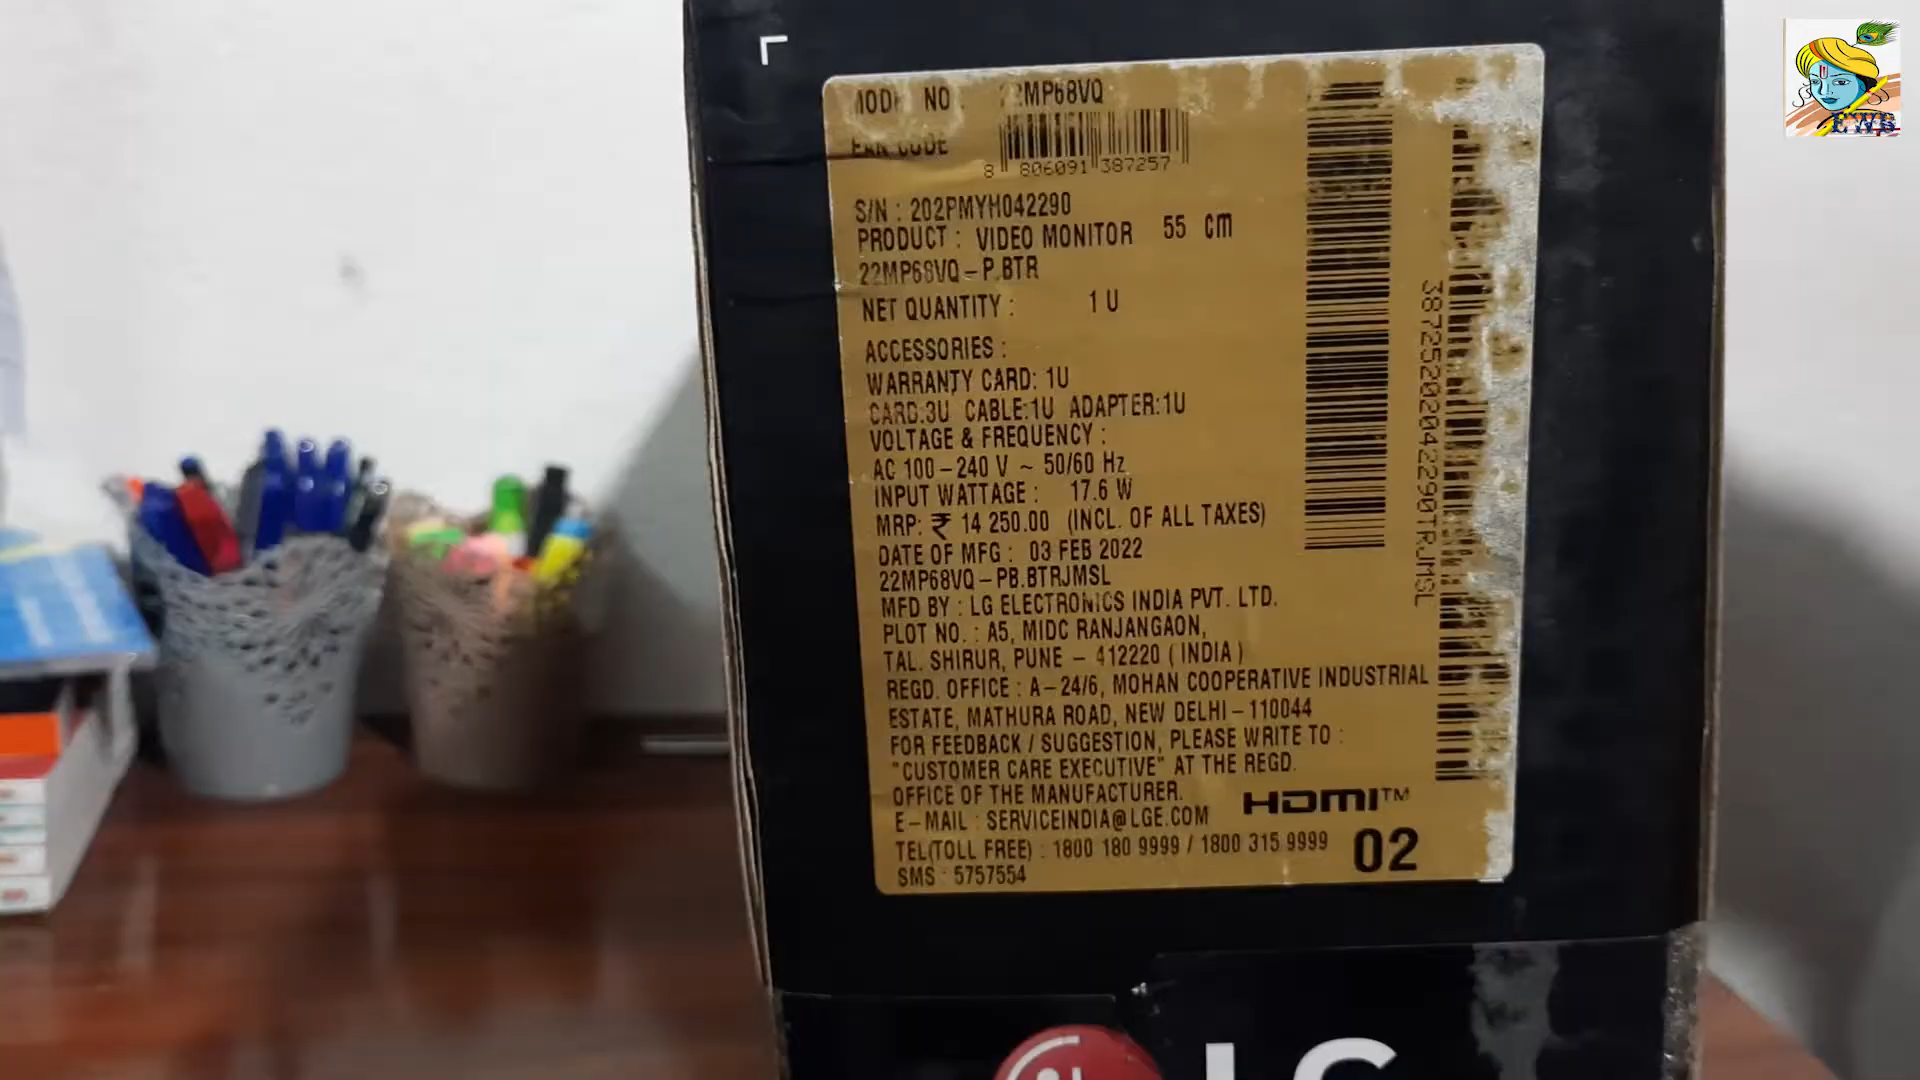 NO : 22MP68VQ
EAN CODE
8 806091 387257
S/N : 202PMYH042290
PRODUCT : VIDEO MONITOR 55 cm
22MP68VQ-P.BTR
NET QUANTITY : 1 U
ACCESSORIES :
WARRANTY CARD: 1U
CARD:3U CABLE:1U ADAPTER:1U
VOLTAGE & FREQUENCY :
AC 100-240 V ~ 50/60 Hz
INPUT WATTAGE : 17.6 W
MRP: ₹ 14 250.00 (INCL. OF ALL TAXES)
DATE OF MFG : 03 FEB 2022
22MP68VQ-PB.BTRJMSL
MFD BY : LG ELECTRONICS INDIA PVT. LTD.
PLOT NO. : A5, MIDC RANJANGAON,
TAL. SHIRUR, PUNE - 412220 ( INDIA )
REGD. OFFICE : A-24/6, MOHAN COOPERATIVE INDUSTRIAL
ESTATE, MATHURA ROAD, NEW DELHI-110044
FOR FEEDBACK / SUGGESTION, PLEASE WRITE TO :
"CUSTOMER CARE EXECUTIVE" AT THE REGD.
OFFICE OF THE MANUFACTURER.
E-MAIL : SERVICEINDIA@LGE.COM
TEL(TOLL FREE) : 1800 180 9999 / 1800 315 9999
SMS : 5757554
HDMI™
02
38725202042290TRJMSL
LG
EWS